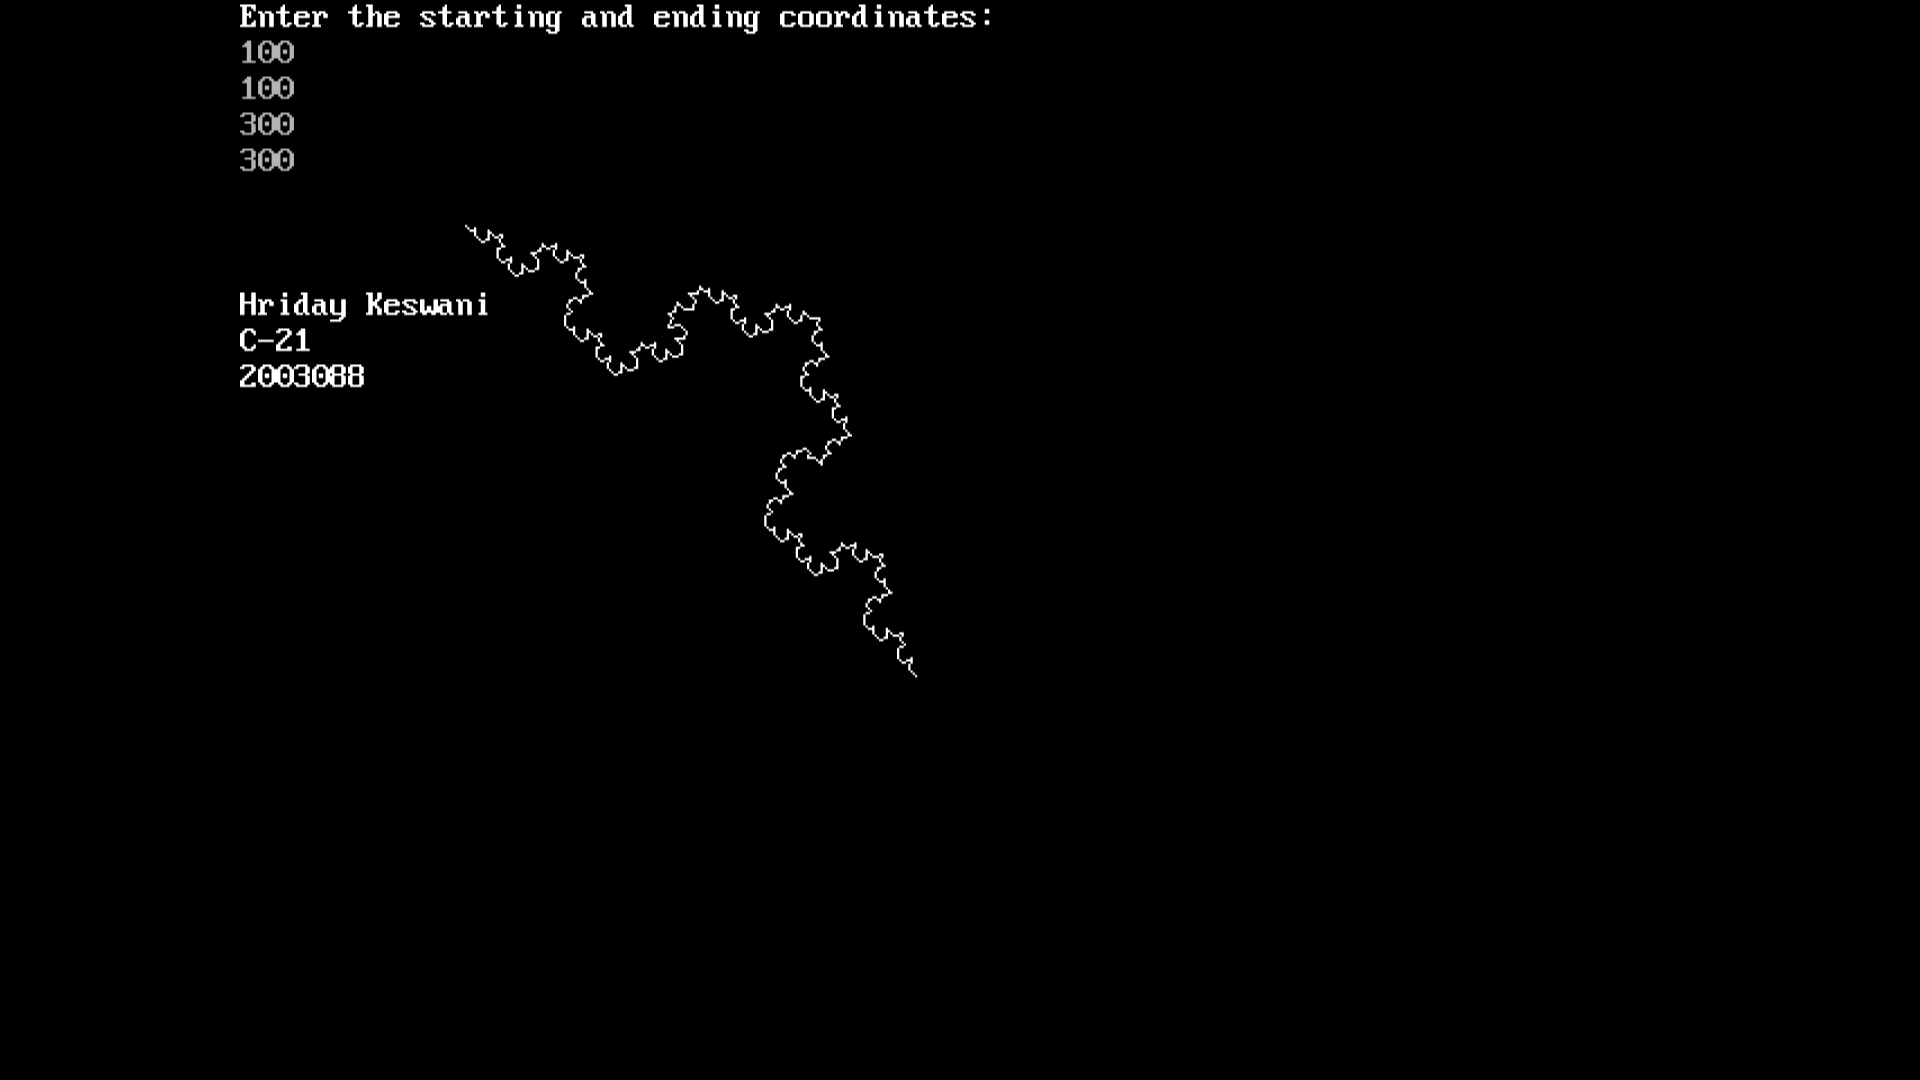 Enter the starting and ending coordinates:
100
100
300
300
Hriday Keswani
C-21
2003088